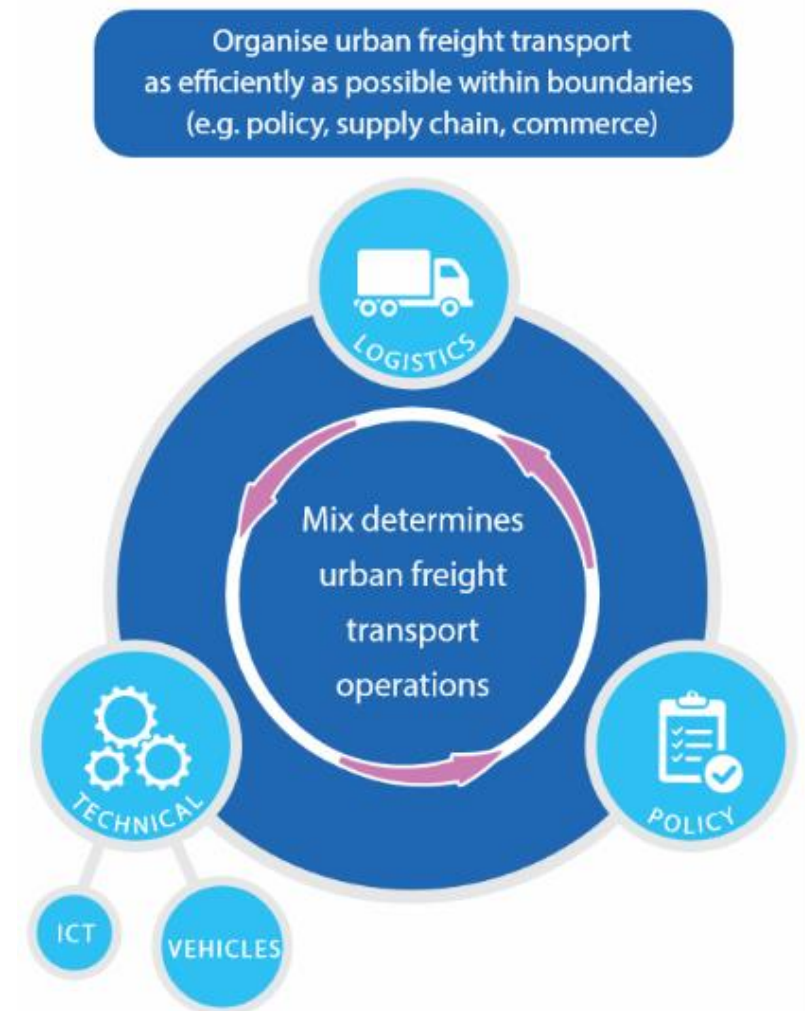 Organise urban freight transport
as efficiently as possible within boundaries
(e.g. policy, supply chain, commerce)
LOGISTICS
Mix determines
urban freight
transport
operations
TECHNICAL
POLICY
ICT
VEHICLES